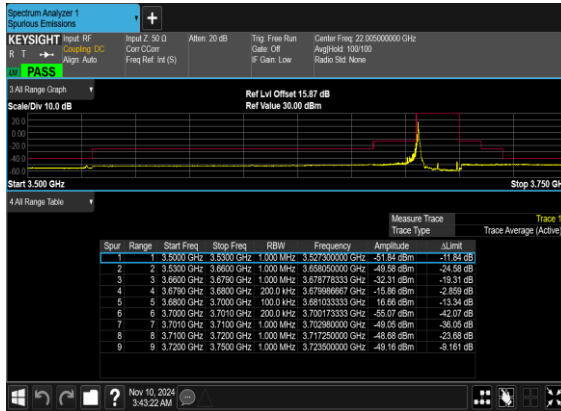 Spectrum Analyzer 1
Spurious Emissions
KEYSIGHT Input: RF Input Z: 50 Ω Atten: 20 dB Trig: Free Run Center Freq: 22.005000000 GHz
R T Coupling: DC Corr CCorr Gate: Off Avg|Hold: 100/100
Align: Auto Freq Ref: Int (S) IF Gain: Low Radio Std: None
PASS
3 All Range Graph Ref Lvl Offset 15.87 dB
Scale/Div 10.0 dB Ref Value 30.00 dBm
20.0
0.00
-20.0
-40.0
-60.0
Start 3.500 GHz Stop 3.750 GH
4 All Range Table
Measure Trace Trace 1
Trace Type Trace Average (Active)
Spur Range Start Freq Stop Freq RBW Frequency Amplitude ΔLimit
1 1 3.5000 GHz 3.5300 GHz 1.000 MHz 3.527300000 GHz -51.84 dBm -11.84 dB
2 2 3.5300 GHz 3.6600 GHz 1.000 MHz 3.658050000 GHz -49.58 dBm -24.58 dB
3 3 3.6600 GHz 3.6790 GHz 1.000 MHz 3.678778333 GHz -32.31 dBm -19.31 dB
4 4 3.6790 GHz 3.6800 GHz 200.0 kHz 3.679986667 GHz -15.86 dBm -2.859 dB
5 5 3.6800 GHz 3.7000 GHz 100.0 kHz 3.681033333 GHz 16.66 dBm -13.34 dB
6 6 3.7000 GHz 3.7010 GHz 200.0 kHz 3.700173333 GHz -55.07 dBm -42.07 dB
7 7 3.7010 GHz 3.7100 GHz 1.000 MHz 3.702980000 GHz -49.05 dBm -36.05 dB
8 8 3.7100 GHz 3.7200 GHz 1.000 MHz 3.717250000 GHz -48.68 dBm -23.68 dB
9 9 3.7200 GHz 3.7500 GHz 1.000 MHz 3.723500000 GHz -49.16 dBm -9.161 dB
Nov 10, 2024
3:43:22 AM